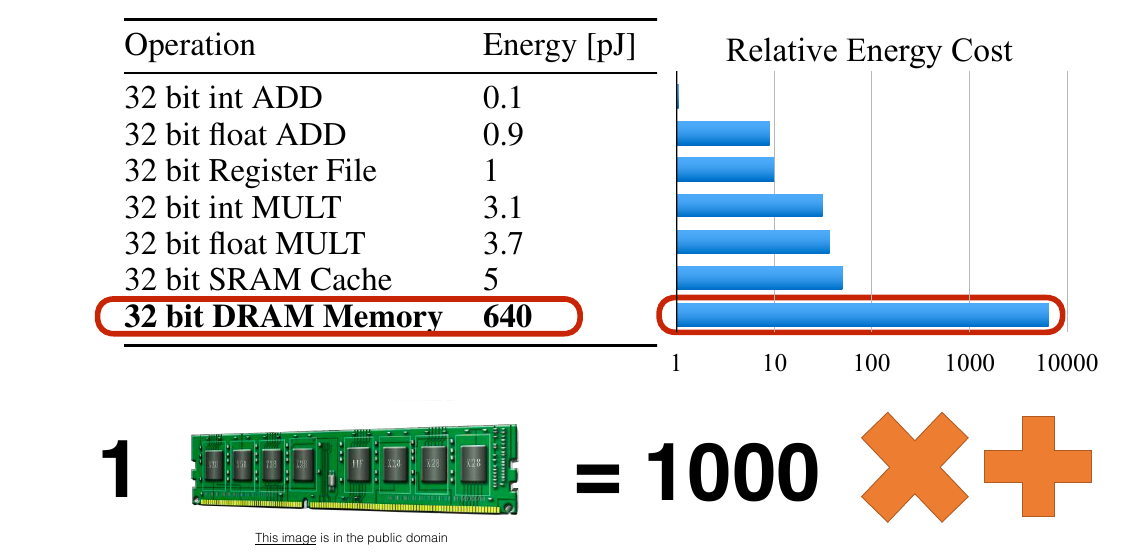 Operation Energy [pJ]
32 bit int ADD 0.1
32 bit float ADD 0.9
32 bit Register File 1
32 bit int MULT 3.1
32 bit float MULT 3.7
32 bit SRAM Cache 5
32 bit DRAM Memory 640
Relative Energy Cost
1 10 100 1000 10000
1 = 1000
This image is in the public domain